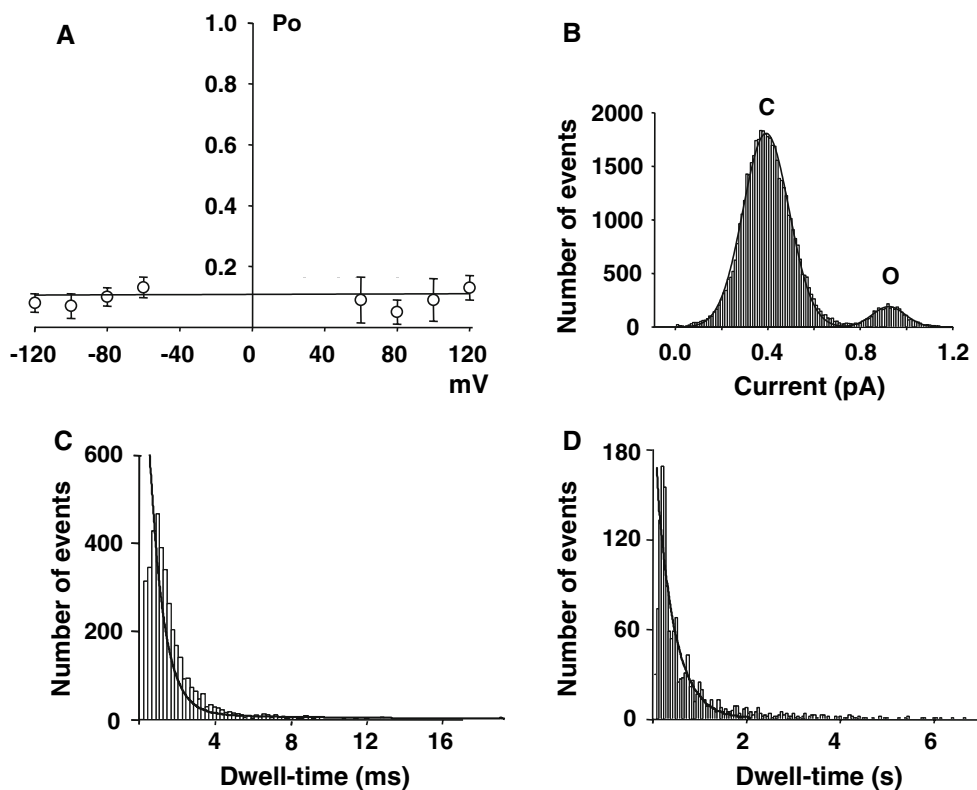 A
Po
1.0
0.8
0.6
0.4
0.2
-120 -80 -40 0 40 80 120
mV
B
Number of events
2000
1500
1000
500
0
C
O
0.0 0.4 0.8 1.2
Current (pA)
C
Number of events
600
400
200
0
4 8 12 16
Dwell-time (ms)
D
Number of events
180
120
60
0
2 4 6
Dwell-time (s)